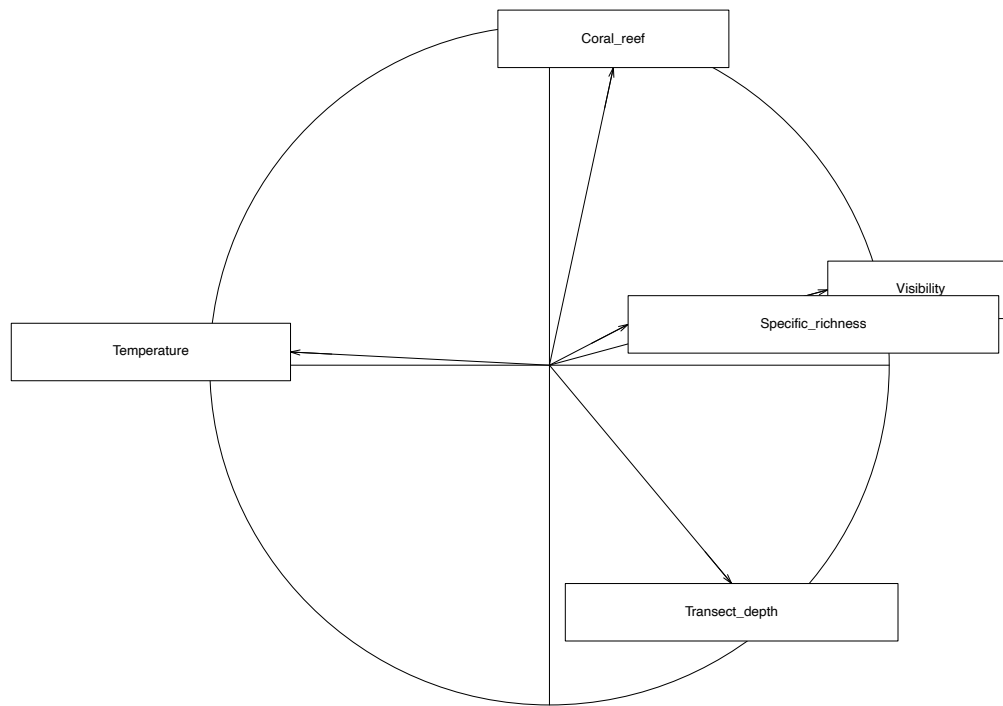 Coral_reef
Visibility
Specific_richness
Temperature
Transect_depth